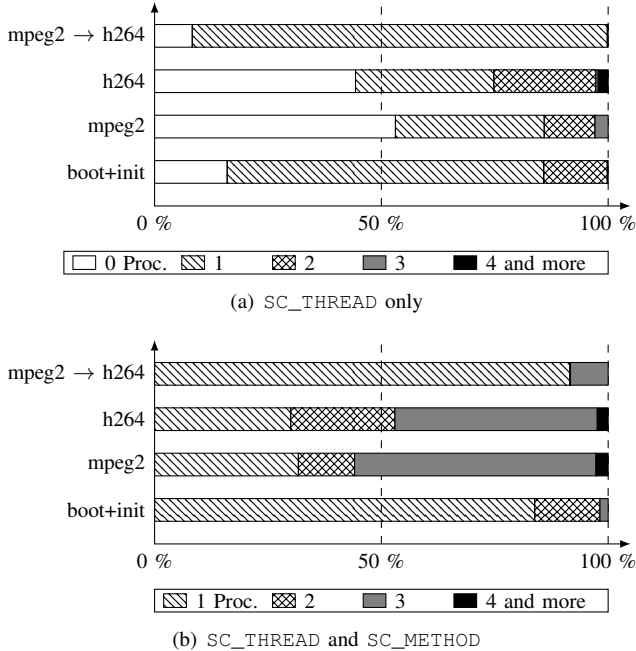 mpeg2 → h264
h264
mpeg2
boot+init
0 % 50 % 100 %
0 Proc. 1 2 3 4 and more
(a) SC_THREAD only
mpeg2 → h264
h264
mpeg2
boot+init
0 % 50 % 100 %
1 Proc. 2 3 4 and more
(b) SC_THREAD and SC_METHOD